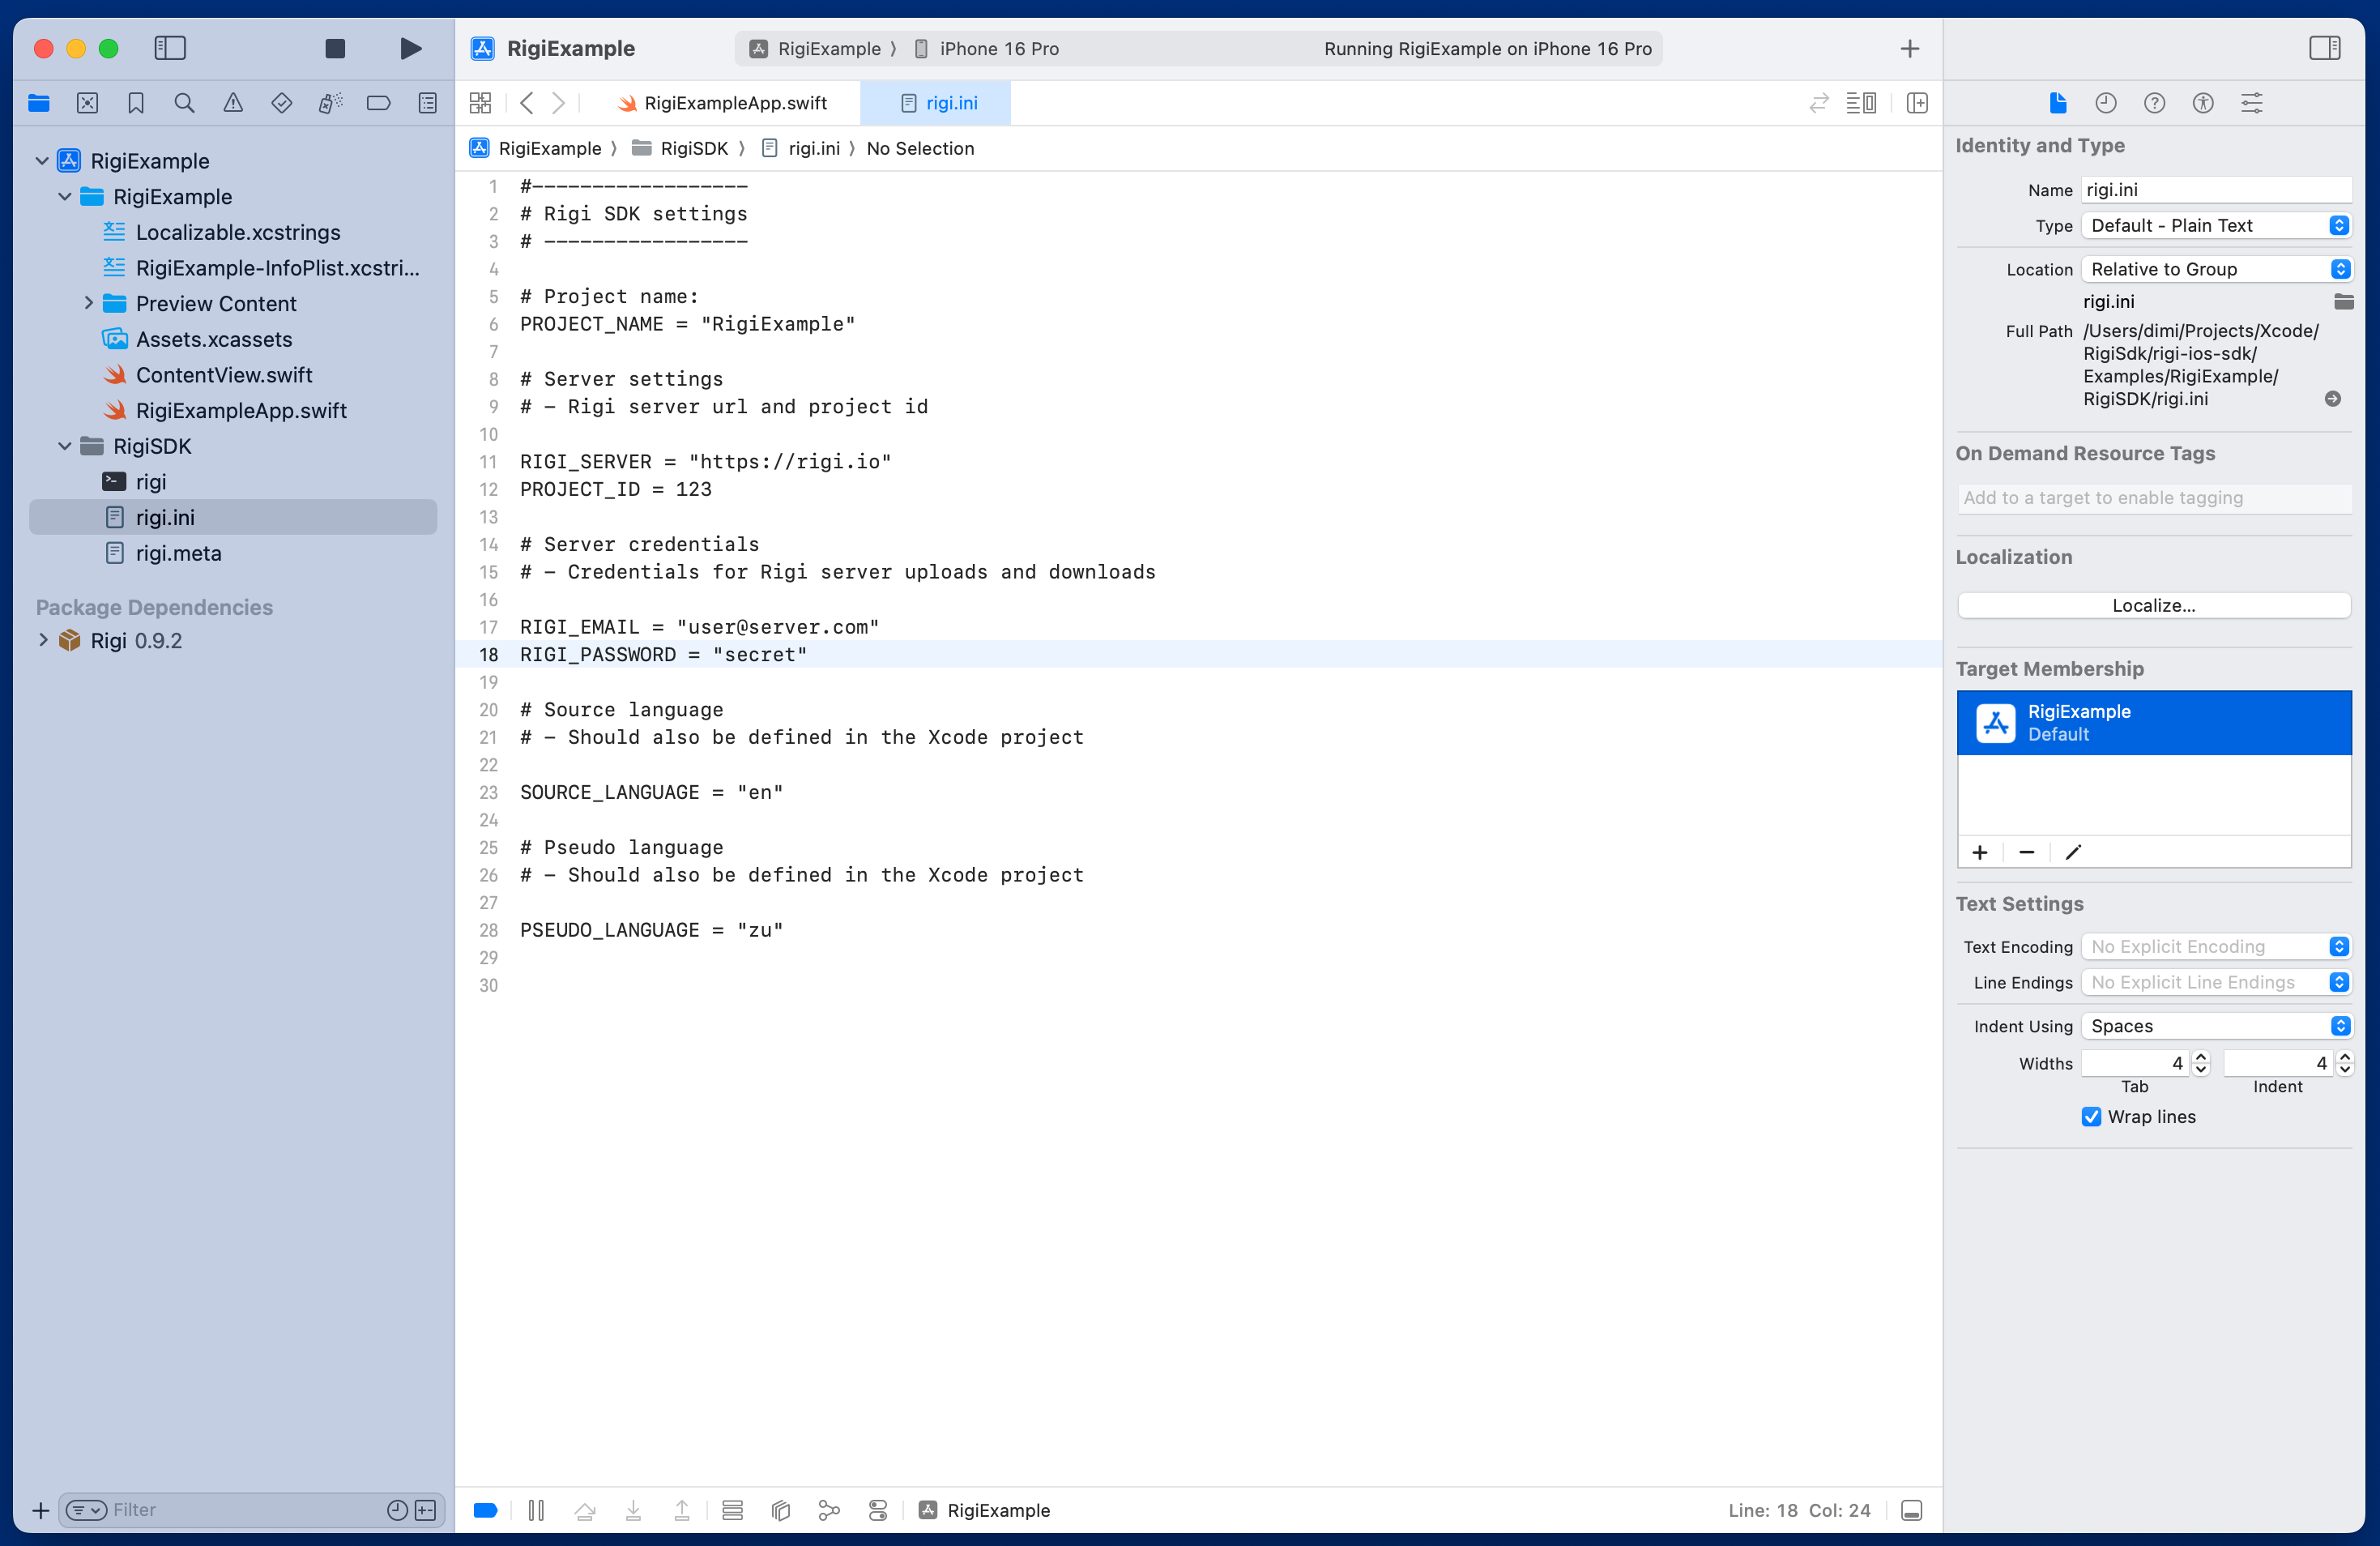 RigiExample
RigiExample
iPhone 16 Pro
Running RigiExample on iPhone 16 Pro
RigiExampleApp.swift
rigi.ini
RigiExample
RigiSDK
rigi.ini
No Selection
RigiExample
RigiExample
Localizable.xcstrings
RigiExample-InfoPlist.xcstri...
Preview Content
Assets.xcassets
ContentView.swift
RigiExampleApp.swift
RigiSDK
rigi
rigi.ini
rigi.meta
Package Dependencies
Rigi 0.9.2
Filter
1 #------------------
2 # Rigi SDK settings
3 # -----------------
4
5 # Project name:
6 PROJECT_NAME = "RigiExample"
7
8 # Server settings
9 # - Rigi server url and project id
10
11 RIGI_SERVER = "https://rigi.io"
12 PROJECT_ID = 123
13
14 # Server credentials
15 # - Credentials for Rigi server uploads and downloads
16
17 RIGI_EMAIL = "user@server.com"
18 RIGI_PASSWORD = "secret"
19
20 # Source language
21 # - Should also be defined in the Xcode project
22
23 SOURCE_LANGUAGE = "en"
24
25 # Pseudo language
26 # - Should also be defined in the Xcode project
27
28 PSEUDO_LANGUAGE = "zu"
29
30
RigiExample
Line: 18 Col: 24
Identity and Type
Name rigi.ini
Type Default - Plain Text
Location Relative to Group
rigi.ini
Full Path /Users/dimi/Projects/Xcode/
RigiSdk/rigi-ios-sdk/
Examples/RigiExample/
RigiSDK/rigi.ini
On Demand Resource Tags
Add to a target to enable tagging
Localization
Localize...
Target Membership
RigiExample
Default
Text Settings
Text Encoding No Explicit Encoding
Line Endings No Explicit Line Endings
Indent Using Spaces
Widths 4 4
Tab Indent
Wrap lines